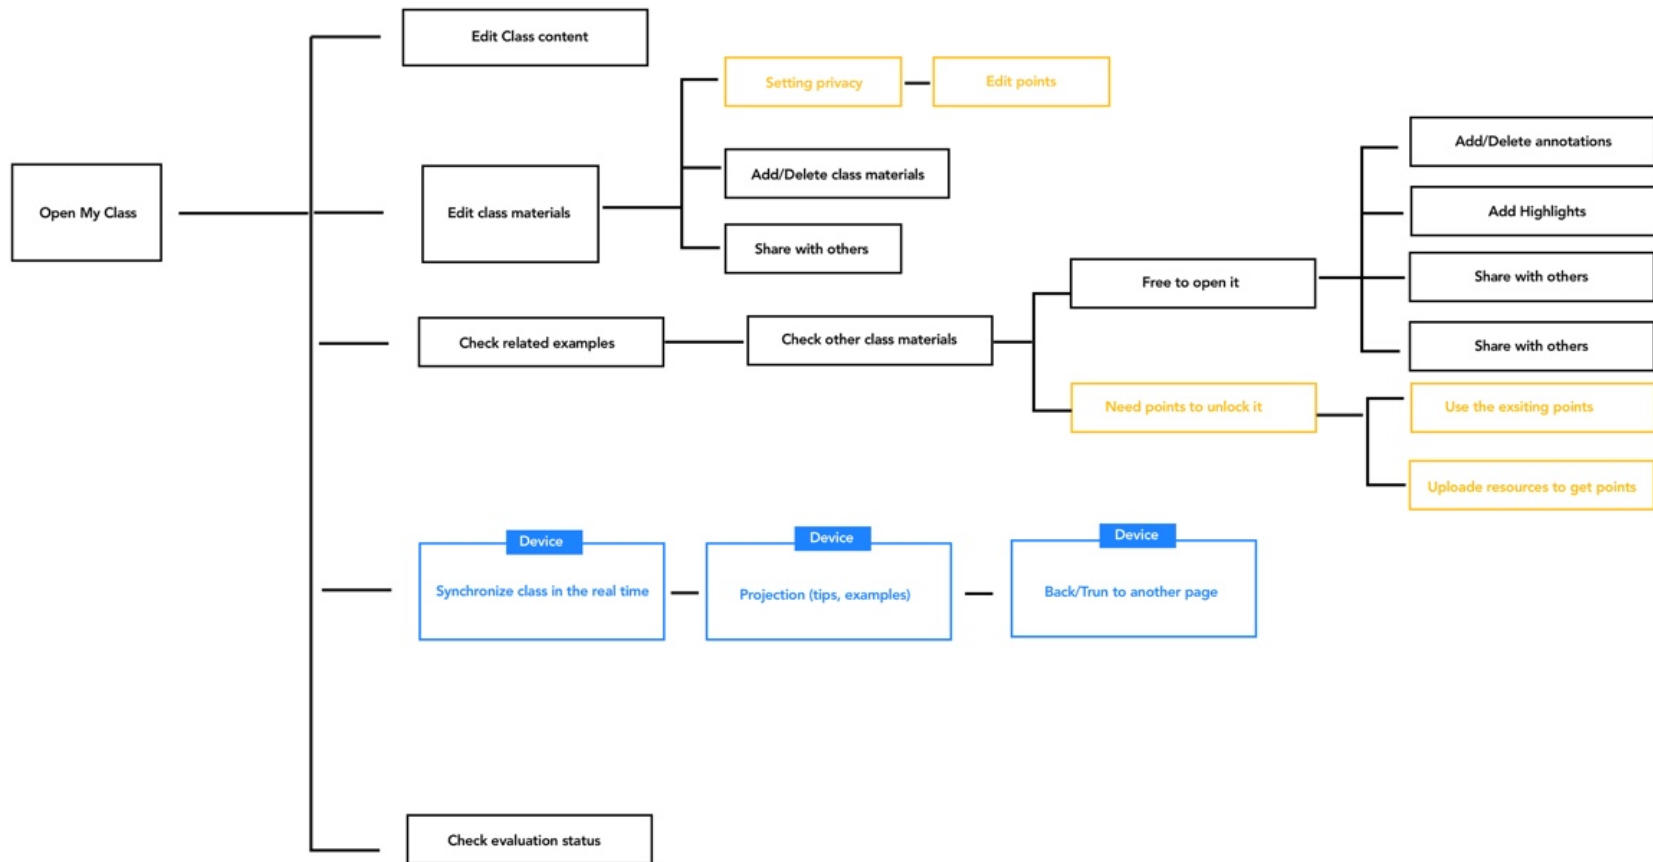 Edit Class content
Setting privacy
Edit points
Add/Delete annotations
Open My Class
Edit class materials
Add/Delete class materials
Add Highlights
Share with others
Free to open it
Share with others
Check related examples
Check other class materials
Share with others
Need points to unlock it
Use the exsiting points
Uploade resources to get points
Device
Synchronize class in the real time
Device
Projection (tips, examples)
Device
Back/Trun to another page
Check evaluation status